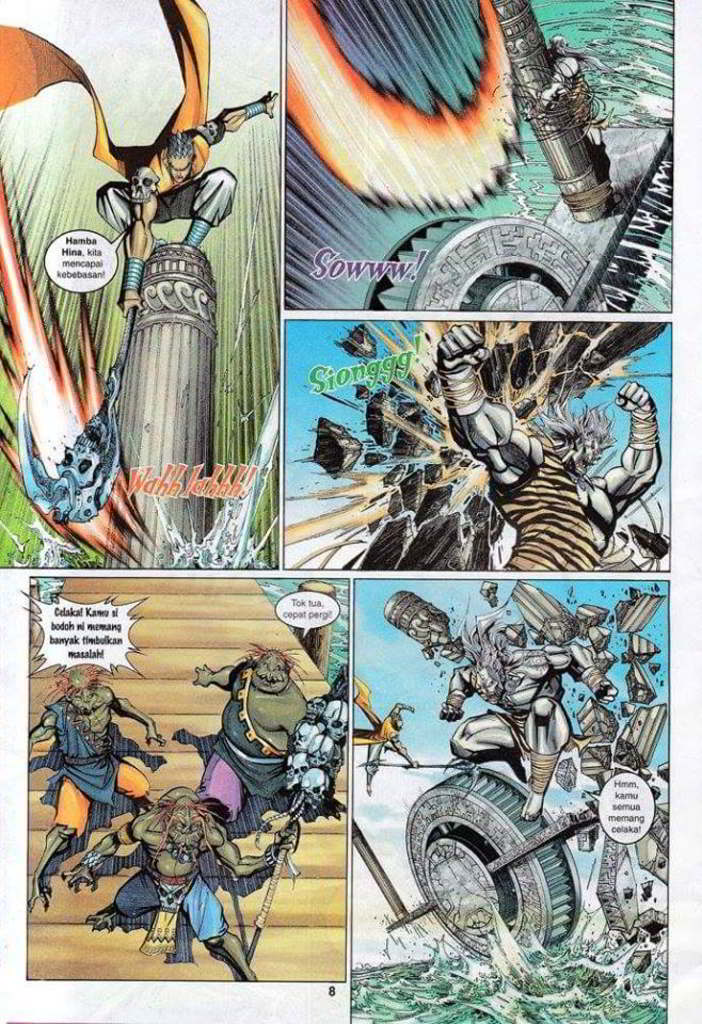 Hamba
Hina, kita
mencapai
kebebasan!
Wahh lahhh!
Sowww!
Sionggg!
Celaka! Kamu si
bodoh ni memang
banyak timbulkan
masalah!
Tok tua,
cepat pergi!
Hmm,
kamu
semua
memang
celaka!
8